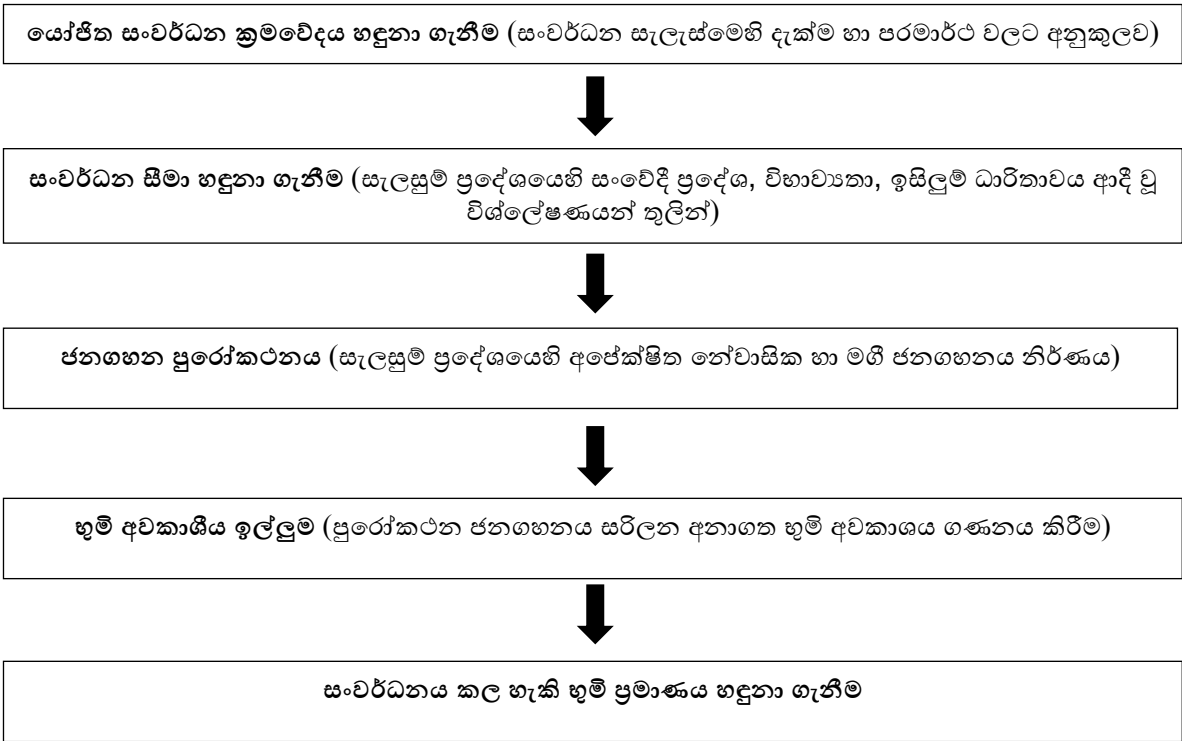 යෝජිත සංවර්ධන ක්‍රමවේදය හඳුනා ගැනීම (සංවර්ධන සැලැස්මෙහි දැක්ම හා පරමාර්ථ වලට අනුකුලව)
සංවර්ධන සීමා හඳුනා ගැනීම (සැලසුම් ප්‍රදේශයෙහි සංවේදී ප්‍රදේශ, විභාව්‍යතා, ඉසිලුම් ධාරිතාවය ආදී වූ
විශ්ලේෂණයන් තුලින්)
ජනගහන පුරෝකථනය (සැලසුම් ප්‍රදේශයෙහි අපේක්ෂිත නේවාසික හා මගී ජනගහනය නිර්ණය)
භූමි අවකාශීය ඉල්ලුම (පුරෝකථන ජනගහනය සරිලන අනාගත භූමි අවකාශය ගණනය කිරීම)
සංවර්ධනය කල හැකි භූමි ප්‍රමාණය හඳුනා ගැනීම